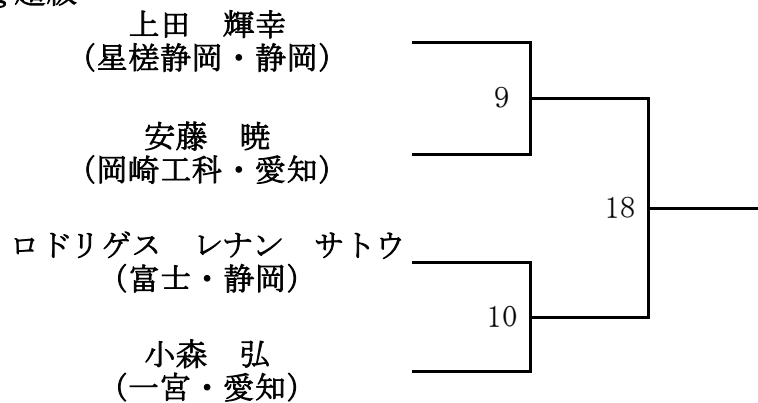 上田　輝幸
（星槎静岡・静岡）
9
安藤　暁
（岡崎工科・愛知）
18
ロドリゲス　レナン　サトウ
（富士・静岡）
10
小森　弘
（一宮・愛知）